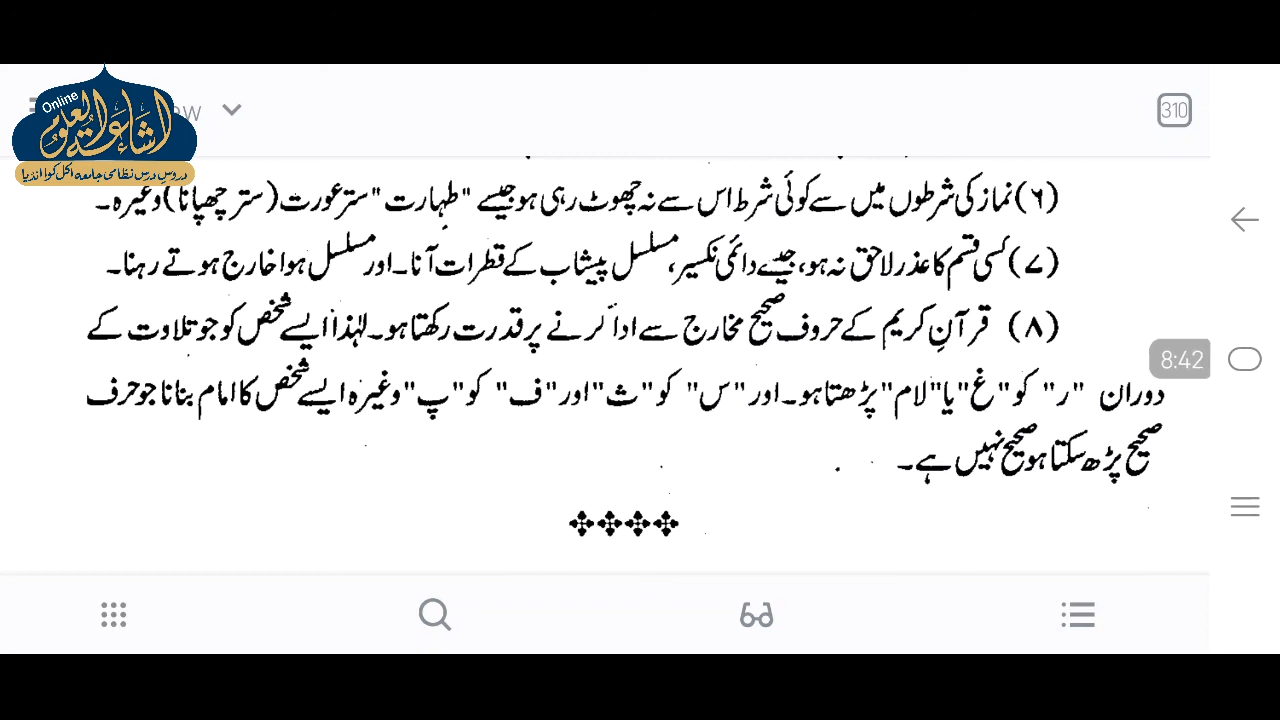 Online
اشاعۃ العلوم
دروسِ درس نظامی جامعہ اکل کوا انڈیا
310
(۶) نماز کی شرطوں میں سے کوئی شرط اس سے نہ چھوٹ رہی ہو جیسے "طہارت" ستر عورت (ستر چھپانا) وغیرہ۔
(۷) کسی قسم کا عذر لاحق نہ ہو، جیسے دائمی نکسیر، مسلسل پیشاب کے قطرات آنا۔ اور مسلسل ہوا خارج ہوتے رہنا۔
(۸) قرآنِ کریم کے حروف صحیح مخارج سے ادا کرنے پر قدرت رکھتا ہو۔ لہٰذا ایسے شخص کو جو تلاوت کے
8:42
دوران "ر" کو "غ" یا "لام" پڑھتا ہو۔ اور "س" کو "ث" اور "ف" کو "پ" وغیرہ ایسے شخص کا امام بنانا جو حرف
صحیح پڑھ سکتا ہو صحیح نہیں ہے۔